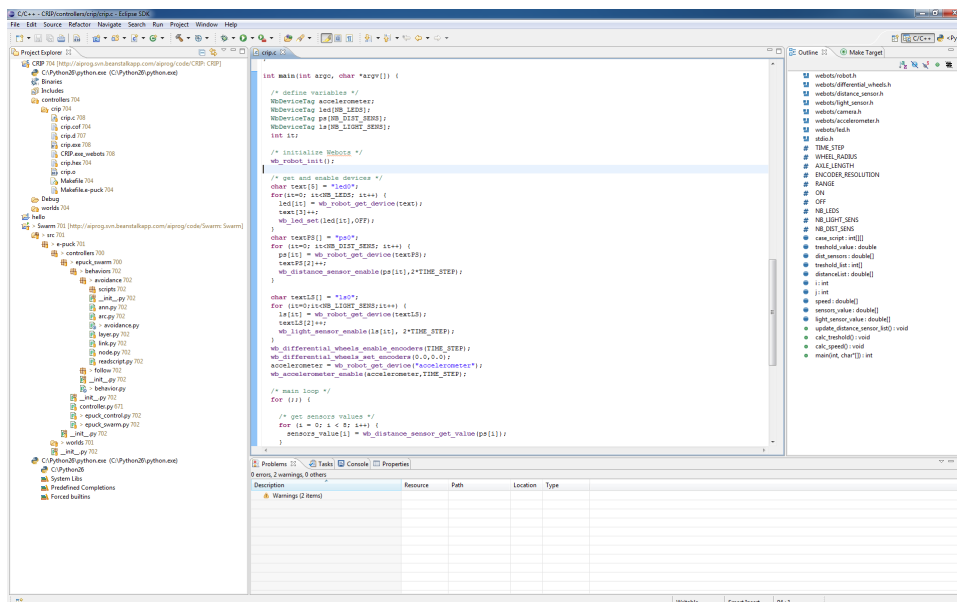 C/C++ - CRIP/controllers/crip/crip.c - Eclipse SDK
File Edit Source Refactor Navigate Search Run Project Window Help
C/C++
Project Explorer
CRIP 704 [http://aiprog.svn.beanstalkapp.com/aiprog/code/CRIP: CRIP]
C:\Python26\python.exe (C:\Python26\python.exe)
Binaries
Includes
controllers 704
crip 704
crip.c 708
crip.cof 704
crip.d 707
crip.exe 708
CRIP.exe_webots 708
crip.hex 704
crip.o
Makefile 704
Makefile.e-puck 704
Debug
worlds 704
hello
> Swarm 701 [http://aiprog.svn.beanstalkapp.com/aiprog/code/Swarm: Swarm]
> src 701
> e-puck 701
> controllers 700
> epuck_swarm 700
> behaviors 702
> avoidance 702
scripts 702
__init__.py 702
ann.py 702
arc.py 702
> avoidance.py
layer.py 702
link.py 702
node.py 702
readscript.py 702
> follow 702
__init__.py 702
> behavior.py
__init__.py 702
controller.py 671
> epuck_control.py 702
> epuck_swarm.py 702
__init__.py 702
> worlds 701
__init__.py 702
C:\Python26\python.exe (C:\Python26\python.exe)
C:\Python26
System Libs
Predefined Completions
Forced builtins
crip.c
int main(int argc, char *argv[]) {
/* define variables */
WbDeviceTag accelerometer;
WbDeviceTag led[NB_LEDS];
WbDeviceTag ps[NB_DIST_SENS];
WbDeviceTag ls[NB_LIGHT_SENS];
int it;
/* initialize Webots */
wb_robot_init();
/* get and enable devices */
char text[5] = "led0";
for(it=0; it<NB_LEDS; it++) {
led[it] = wb_robot_get_device(text);
text[3]++;
wb_led_set(led[it],OFF);
}
char textPS[] = "ps0";
for (it=0; it<NB_DIST_SENS; it++) {
ps[it] = wb_robot_get_device(textPS);
textPS[2]++;
wb_distance_sensor_enable(ps[it],2*TIME_STEP);
}
char textLS[] = "ls0";
for (it=0;it<NB_LIGHT_SENS;it++) {
ls[it] = wb_robot_get_device(textLS);
textLS[2]++;
wb_light_sensor_enable(ls[it], 2*TIME_STEP);
}
wb_differential_wheels_enable_encoders(TIME_STEP);
wb_differential_wheels_set_encoders(0.0,0.0);
accelerometer = wb_robot_get_device("accelerometer");
wb_accelerometer_enable(accelerometer,TIME_STEP);
/* main loop */
for (;;) {
/* get sensors values */
for (i = 0; i < 8; i++) {
sensors_value[i] = wb_distance_sensor_get_value(ps[i]);
}
Outline Make Target
webots/robot.h
webots/differential_wheels.h
webots/distance_sensor.h
webots/light_sensor.h
webots/camera.h
webots/accelerometer.h
webots/led.h
stdio.h
TIME_STEP
WHEEL_RADIUS
AXLE_LENGTH
ENCODER_RESOLUTION
RANGE
ON
OFF
NB_LEDS
NB_LIGHT_SENS
NB_DIST_SENS
case_script : int[][]
treshold_value : double
dist_sensors : double[]
treshold_list : int[]
distanceList : double[]
i : int
j : int
speed : double[]
sensors_value : double[]
light_sensor_value : double[]
update_distance_sensor_list() : void
calc_treshold() : void
calc_speed() : void
main(int, char*[]) : int
Problems Tasks Console Properties
0 errors, 2 warnings, 0 others
Description Resource Path Location Type
Warnings (2 items)